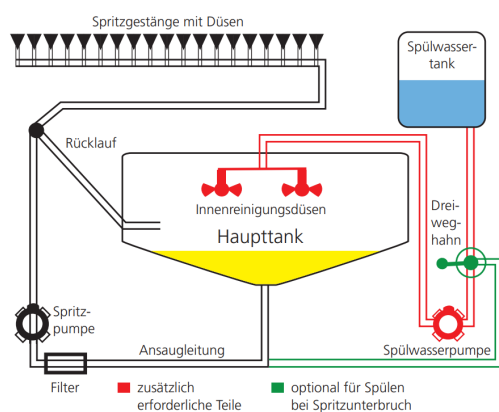 Spritzgestänge mit Düsen
Spülwasser-
tank
Rücklauf
Innenreinigungsdüsen
Haupttank
Drei-
weg-
hahn
Spritz-
pumpe
Ansaugleitung
Spülwasserpumpe
Filter
zusätzlich
erforderliche Teile
optional für Spülen
bei Spritzunterbruch